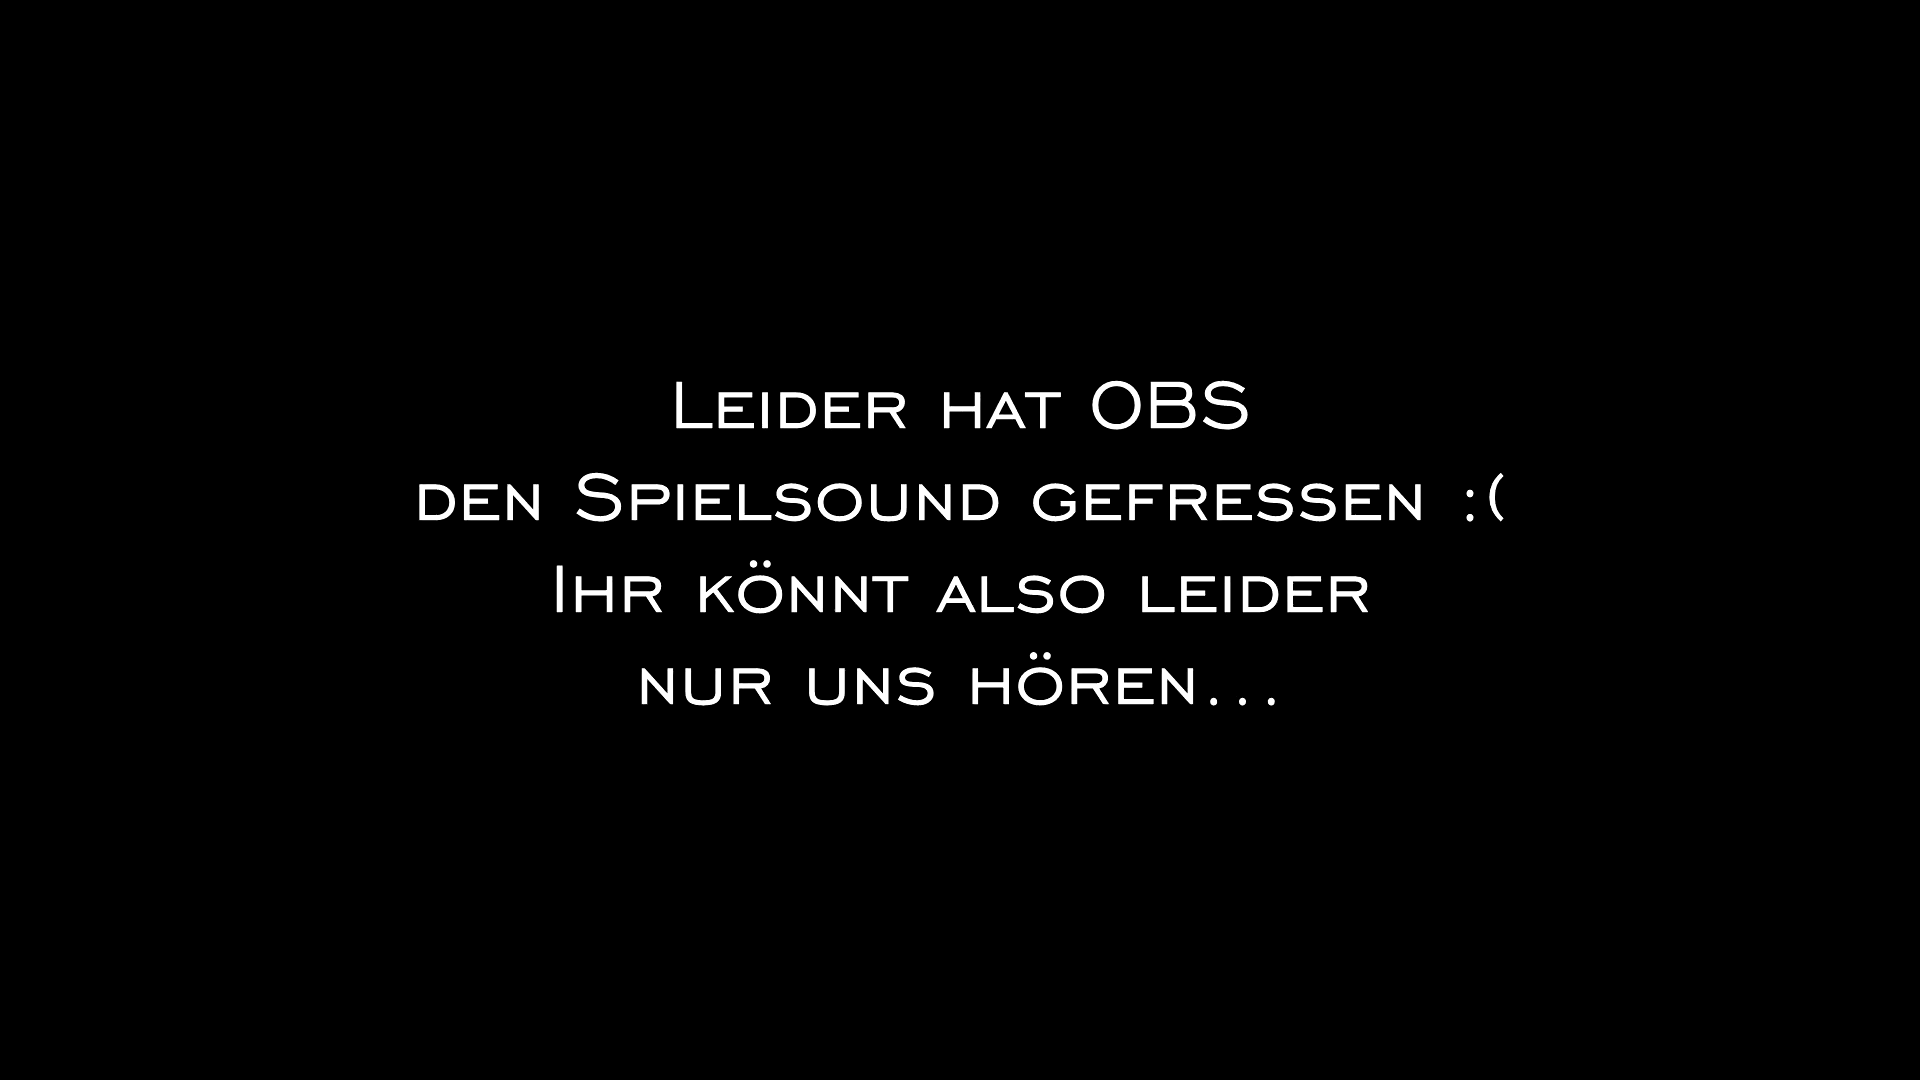 Leider hat OBS
den Spielsound gefressen :(
Ihr könnt also leider
nur uns hören...